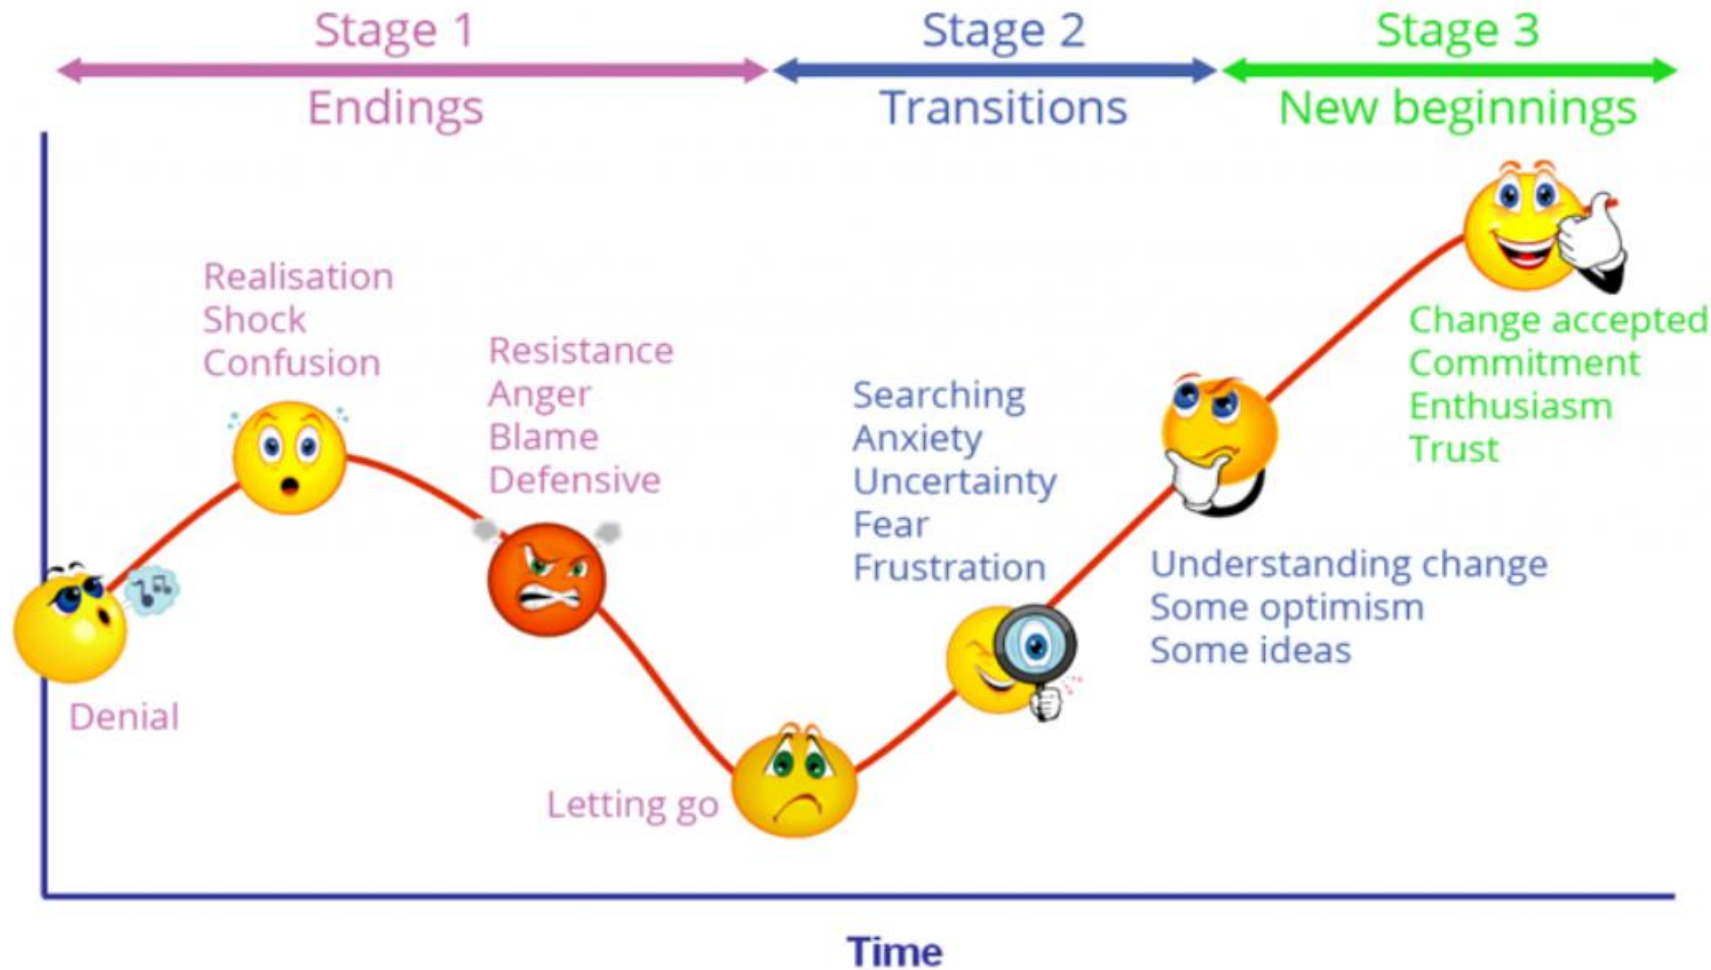 Stage 1
Endings
Stage 2
Transitions
Stage 3
New beginnings
Denial
Realisation
Shock
Confusion
Resistance
Anger
Blame
Defensive
Letting go
Searching
Anxiety
Uncertainty
Fear
Frustration
Understanding change
Some optimism
Some ideas
Change accepted
Commitment
Enthusiasm
Trust
Time